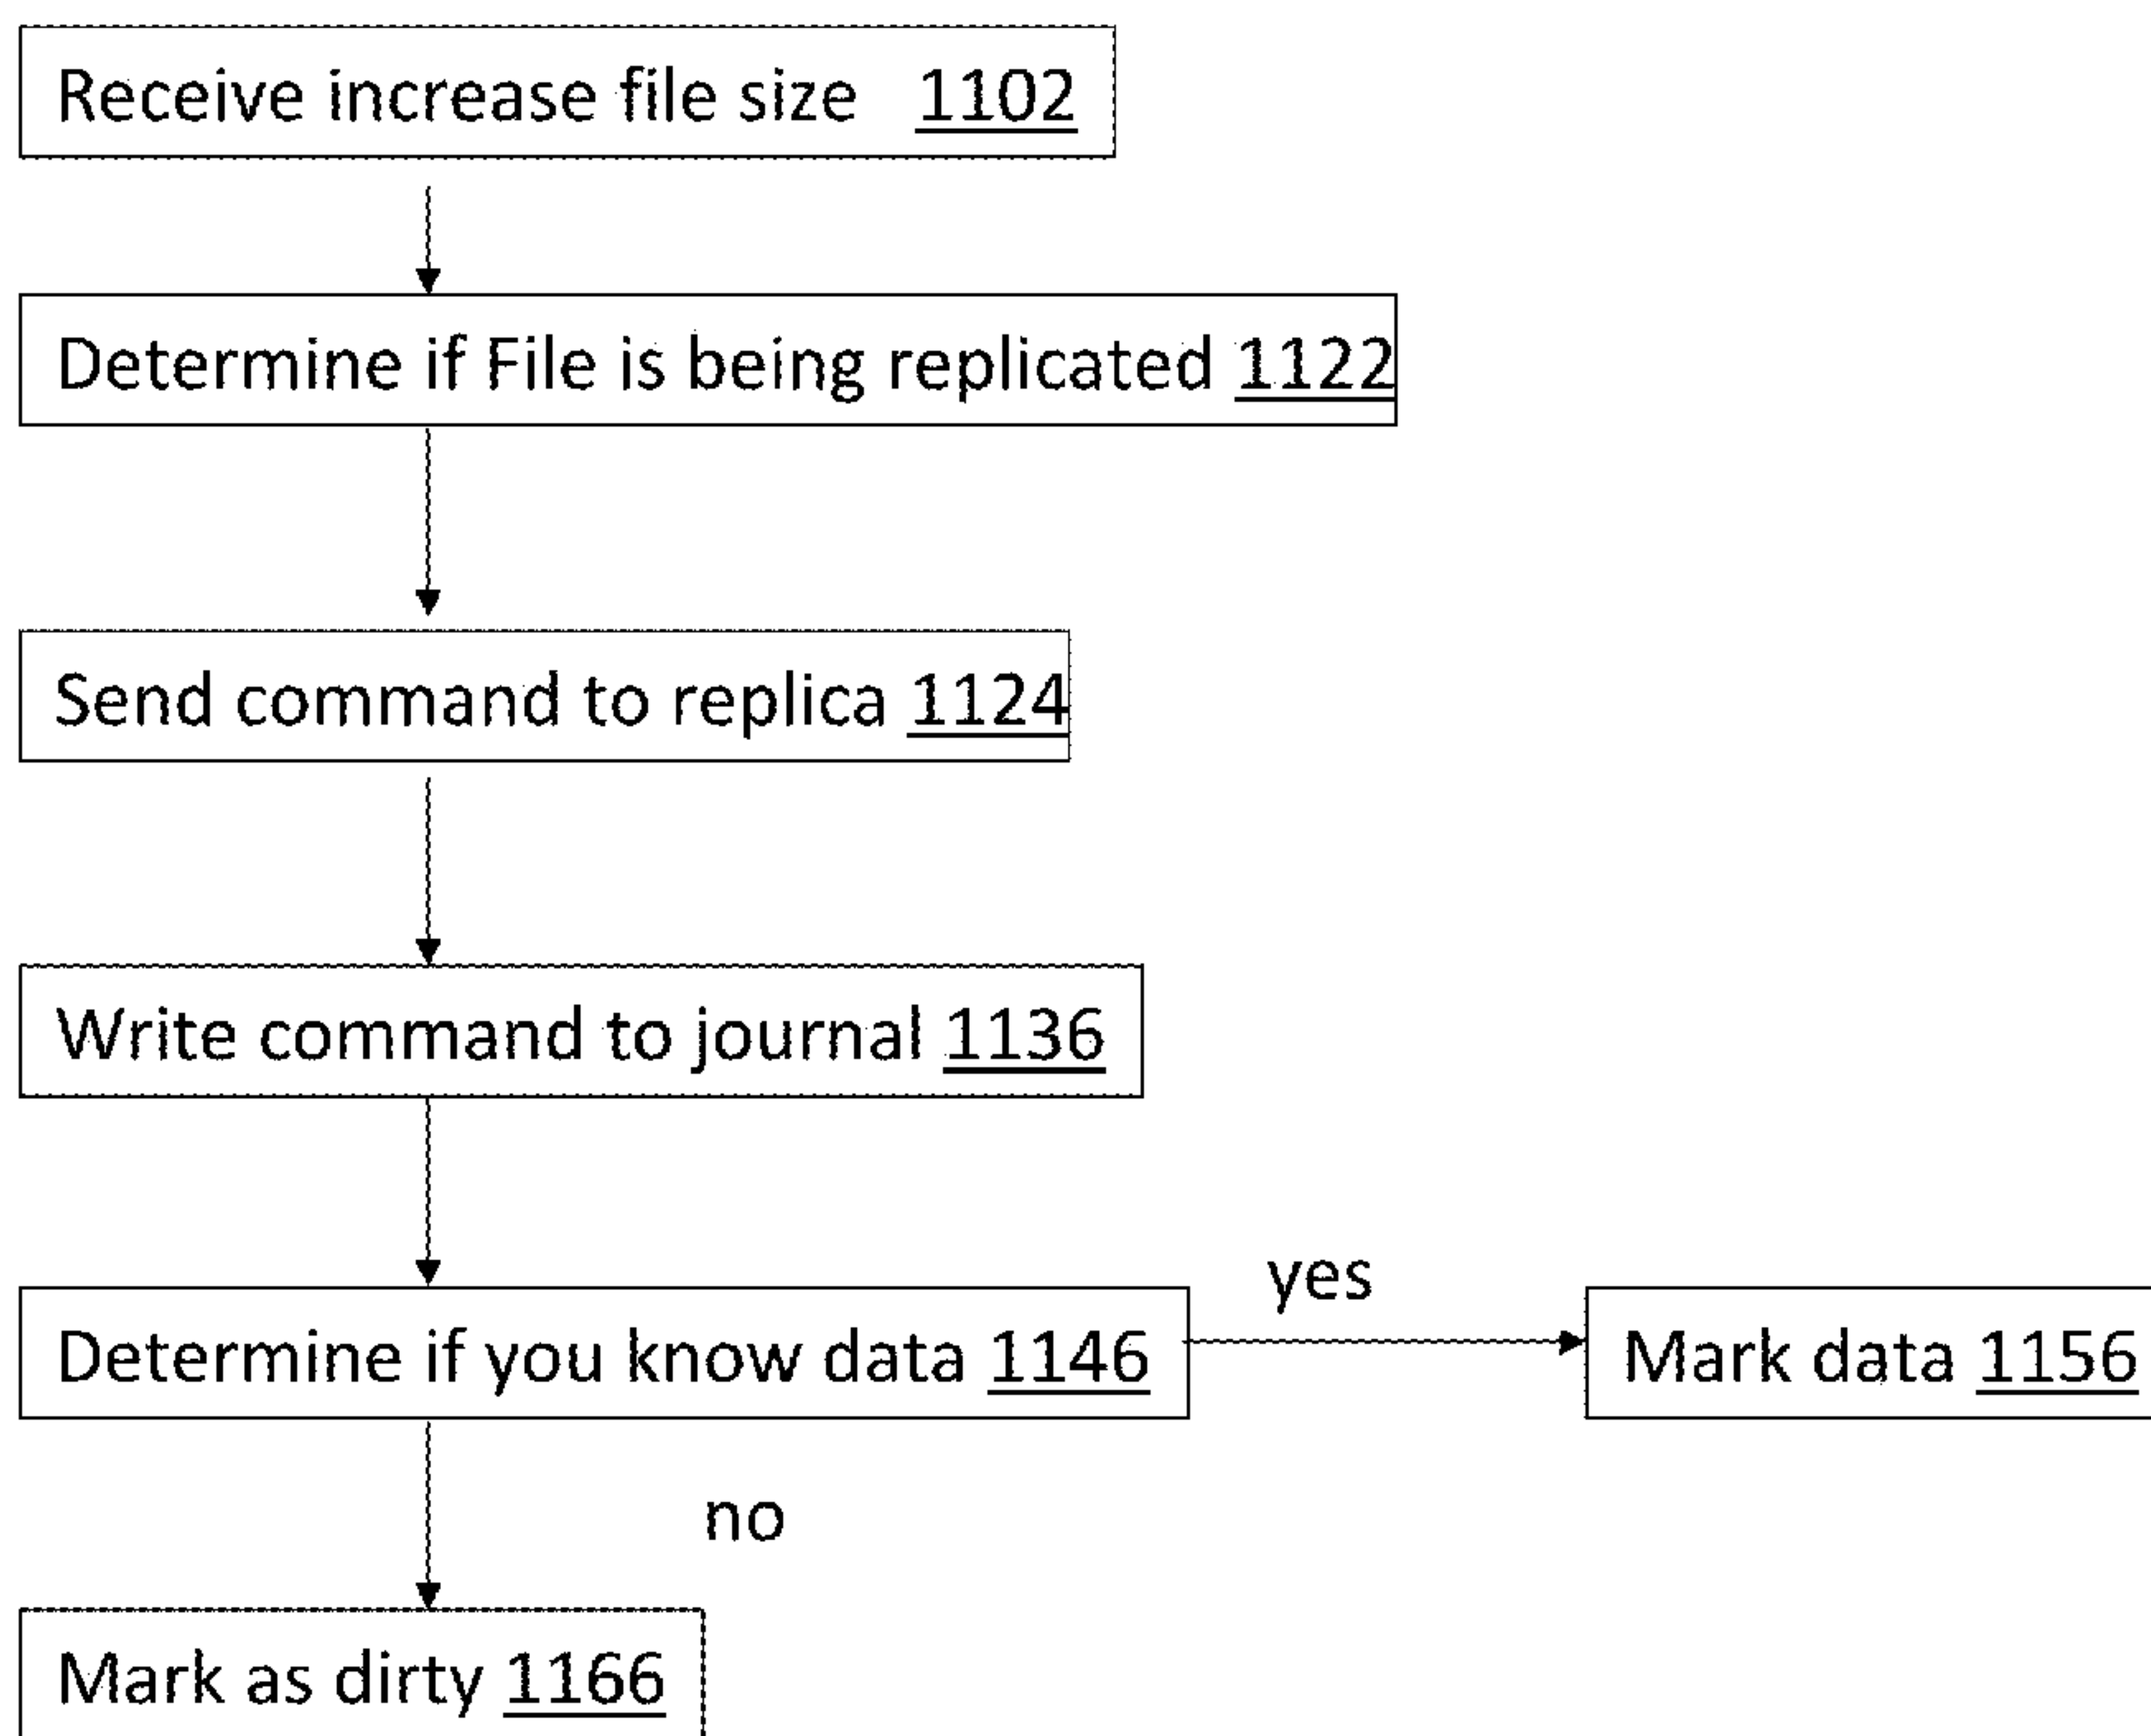 Receive increase file size 1102
Determine if File is being replicated 1122
Send command to replica 1124
Write command to journal 1136
yes
Determine if you know data 1146
Mark data 1156
no
Mark as dirty 1166